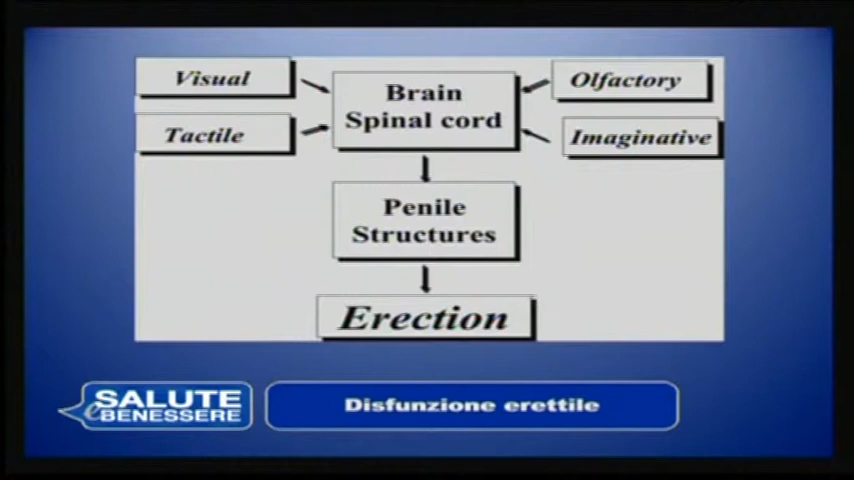 Visual
Olfactory
Brain
Spinal cord
Tactile
Imaginative
Penile
Structures
Erection
SALUTE
e BENESSERE
Disfunzione erettile